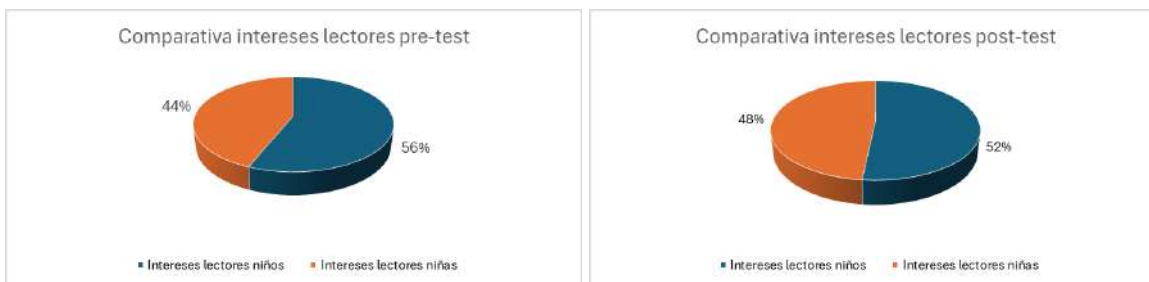 Comparativa intereses lectores pre-test
44%
56%
Intereses lectores niños
Intereses lectores niñas
Comparativa intereses lectores post-test
48%
52%
Intereses lectores niños
Intereses lectores niñas